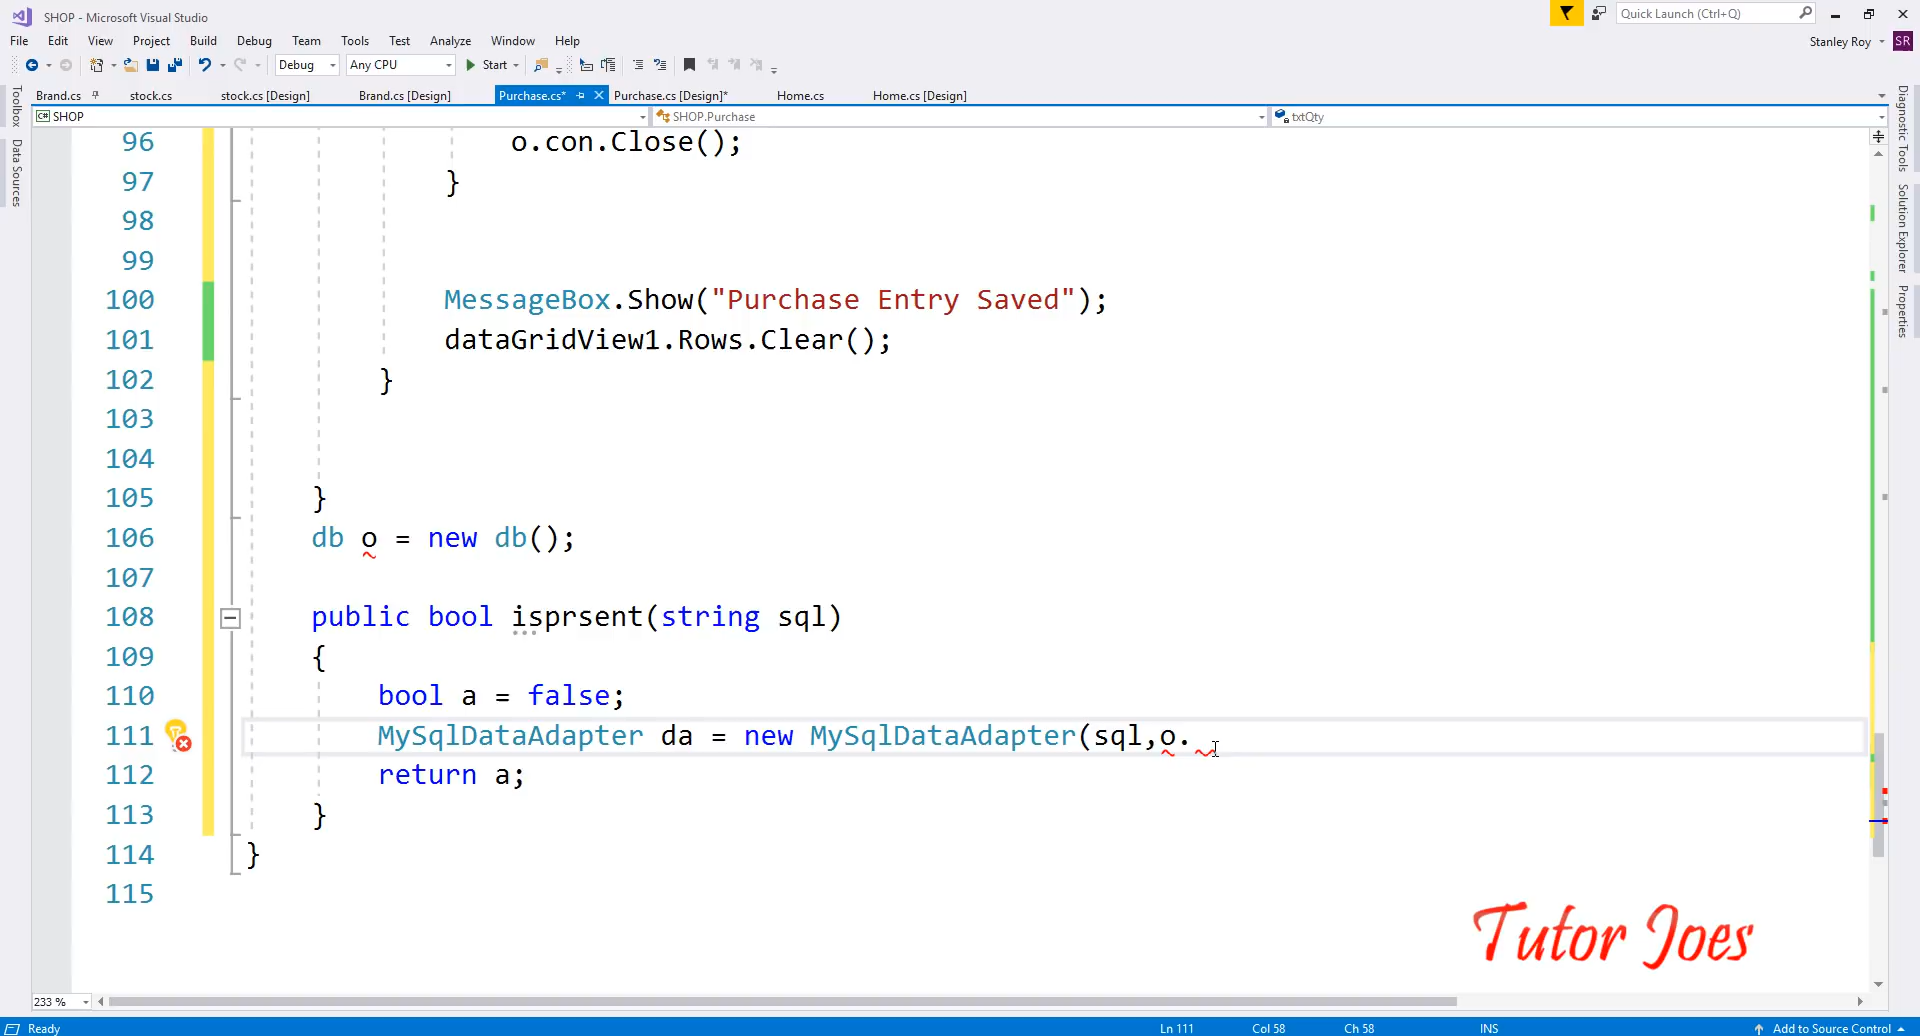 SHOP - Microsoft Visual Studio
Quick Launch (Ctrl+Q)
File Edit View Project Build Debug Team Tools Test Analyze Window Help
Stanley Roy SR
Debug Any CPU Start
Toolbox
Data Sources
Brand.cs stock.cs stock.cs [Design] Brand.cs [Design] Purchase.cs* Purchase.cs [Design]* Home.cs Home.cs [Design]
C# SHOP SHOP.Purchase txtQty
Diagnostic Tools
Solution Explorer
Properties
96 o.con.Close();
97 }
98
99
100 MessageBox.Show("Purchase Entry Saved");
101 dataGridView1.Rows.Clear();
102 }
103
104
105 }
106 db o = new db();
107
108 public bool isprsent(string sql)
109 {
110 bool a = false;
111 MySqlDataAdapter da = new MySqlDataAdapter(sql,o.
112 return a;
113 }
114 }
115
Tutor Joes
233 %
Ready Ln 111 Col 58 Ch 58 INS Add to Source Control